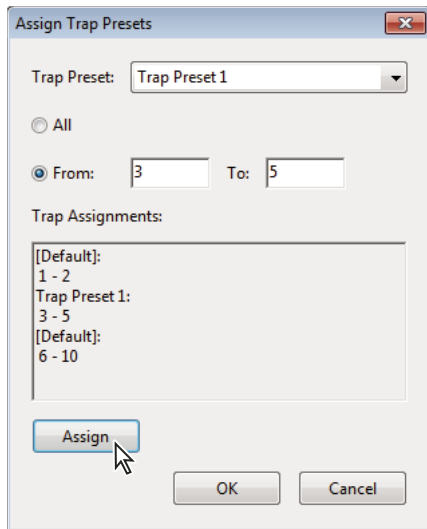 Assign Trap Presets
Trap Preset: Trap Preset 1
All
From: 3 To: 5
Trap Assignments:
[Default]:
1 - 2
Trap Preset 1:
3 - 5
[Default]:
6 - 10
Assign
OK Cancel